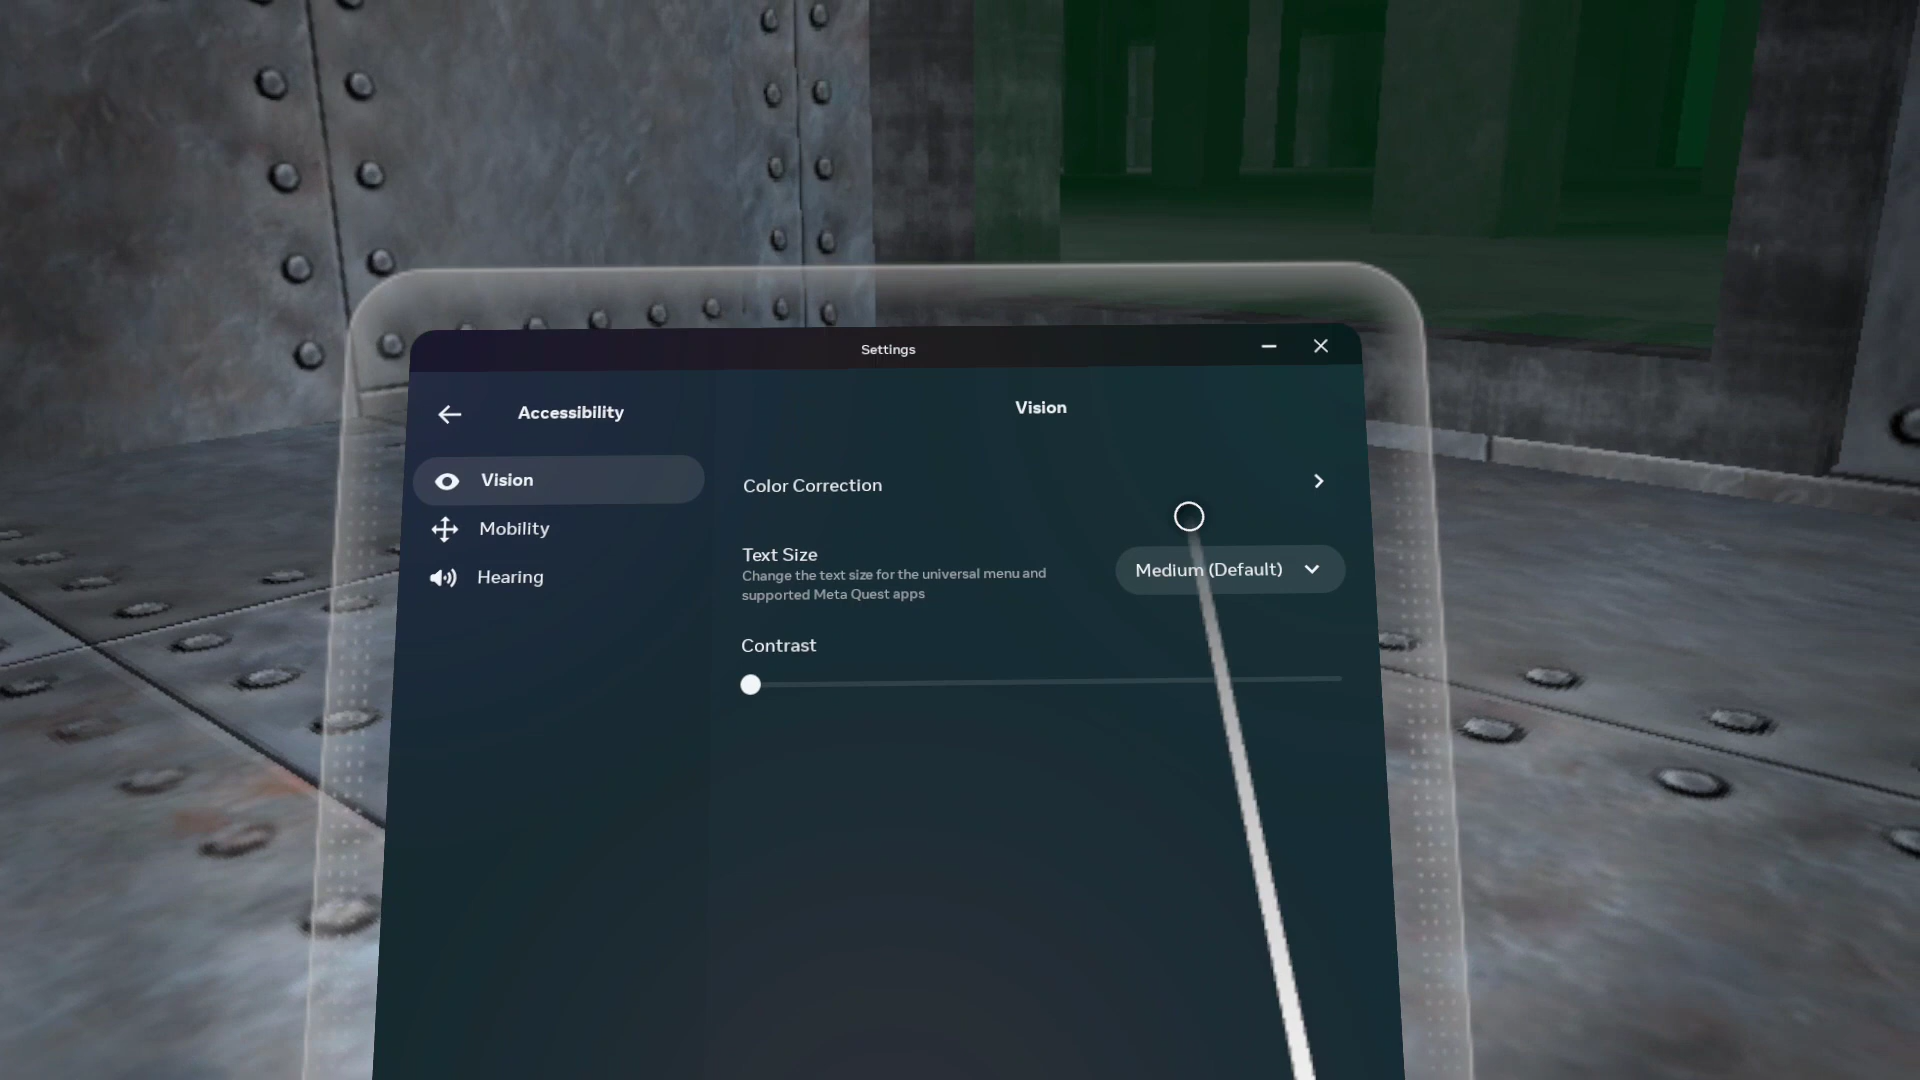 Settings
Accessibility
Vision
Mobility
Hearing
Vision
Color Correction
Text Size
Change the text size for the universal menu and
supported Meta Quest apps
Medium (Default)
Contrast